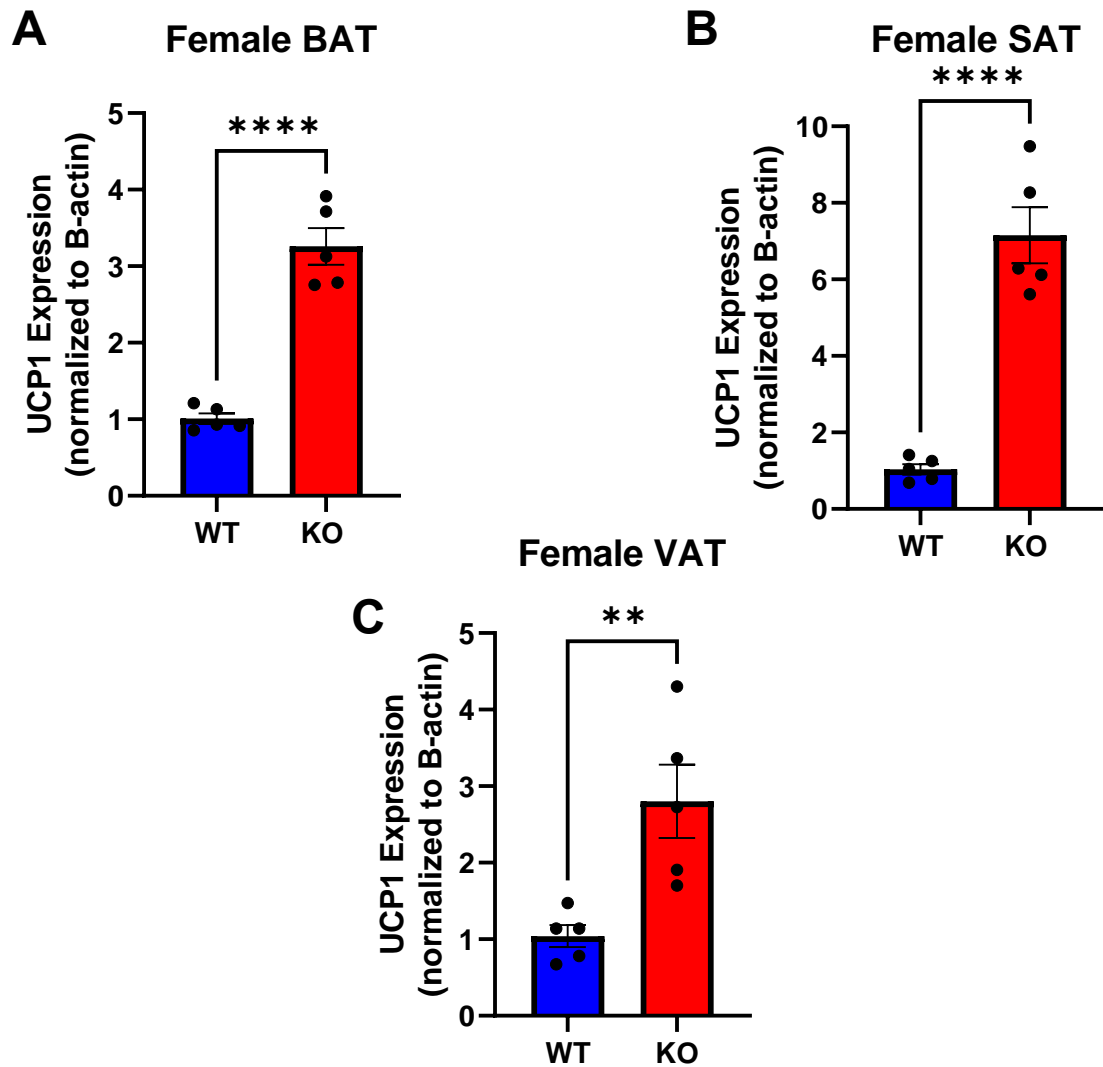 A
Female BAT
****
UCP1 Expression
(normalized to B-actin)
5
4
3
2
1
0
WT KO
B
Female SAT
****
UCP1 Expression
(normalized to B-actin)
10
8
6
4
2
0
WT KO
C
Female VAT
**
UCP1 Expression
(normalized to B-actin)
5
4
3
2
1
0
WT KO